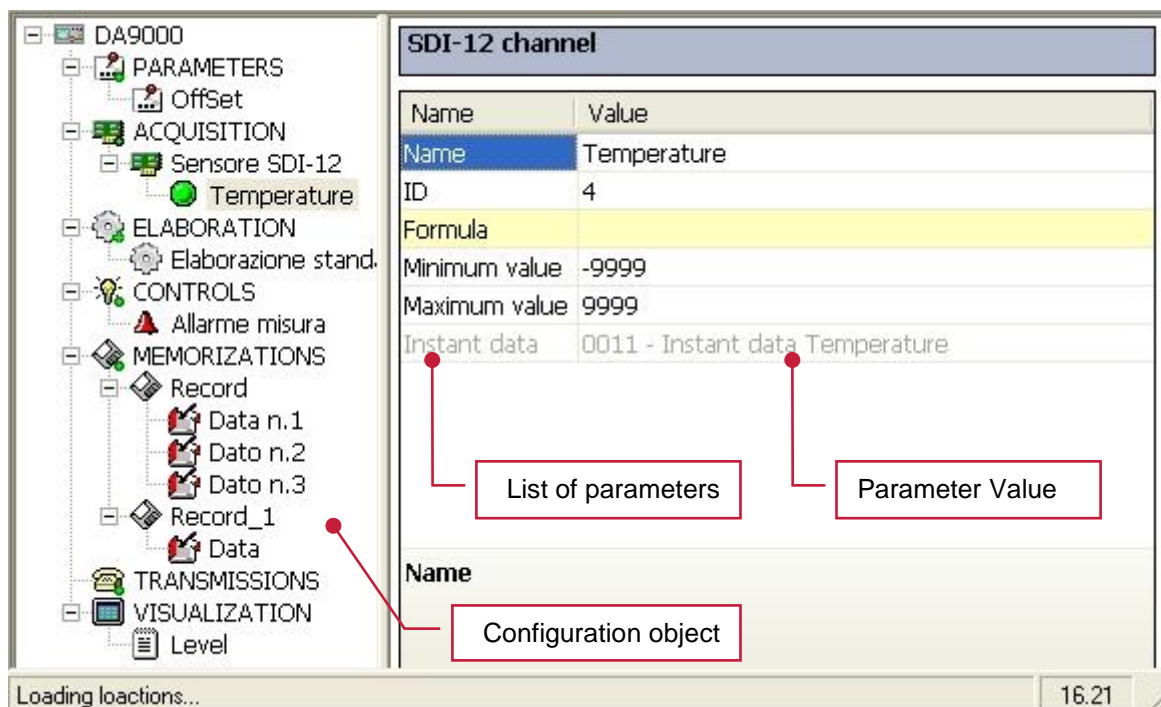 DA9000
PARAMETERS
OffSet
ACQUISITION
Sensore SDI-12
Temperature
ELABORATION
Elaborazione stand.
CONTROLS
Allarme misura
MEMORIZATIONS
Record
Data n.1
Dato n.2
Dato n.3
Record_1
Data
TRANSMISSIONS
VISUALIZATION
Level
SDI-12 channel
Name Value
Name Temperature
ID 4
Formula
Minimum value -9999
Maximum value 9999
Instant data 0011 - Instant data Temperature
List of parameters
Parameter Value
Name
Configuration object
Loading loactions...
16.21